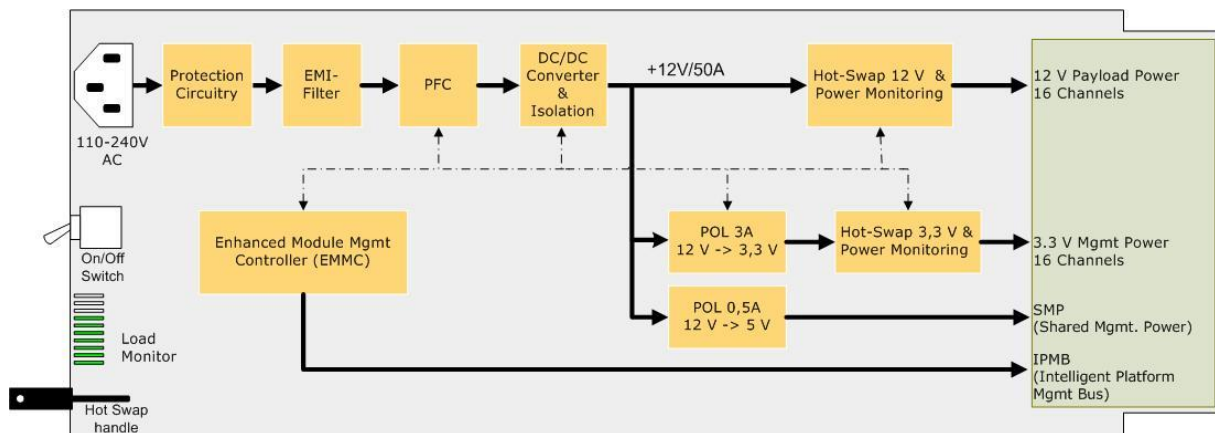 110-240V
AC
Protection
Circuitry
EMI-
Filter
PFC
DC/DC
Converter
&
Isolation
+12V/50A
Hot-Swap 12 V &
Power Monitoring
12 V Payload Power
16 Channels
On/Off
Switch
Enhanced Module Mgmt
Controller (EMMC)
POL 3A
12 V -> 3,3 V
Hot-Swap 3,3 V &
Power Monitoring
3.3 V Mgmt Power
16 Channels
POL 0,5A
12 V -> 5 V
SMP
(Shared Mgmt. Power)
Load
Monitor
IPMB
(Intelligent Platform
Mgmt Bus)
Hot Swap
handle